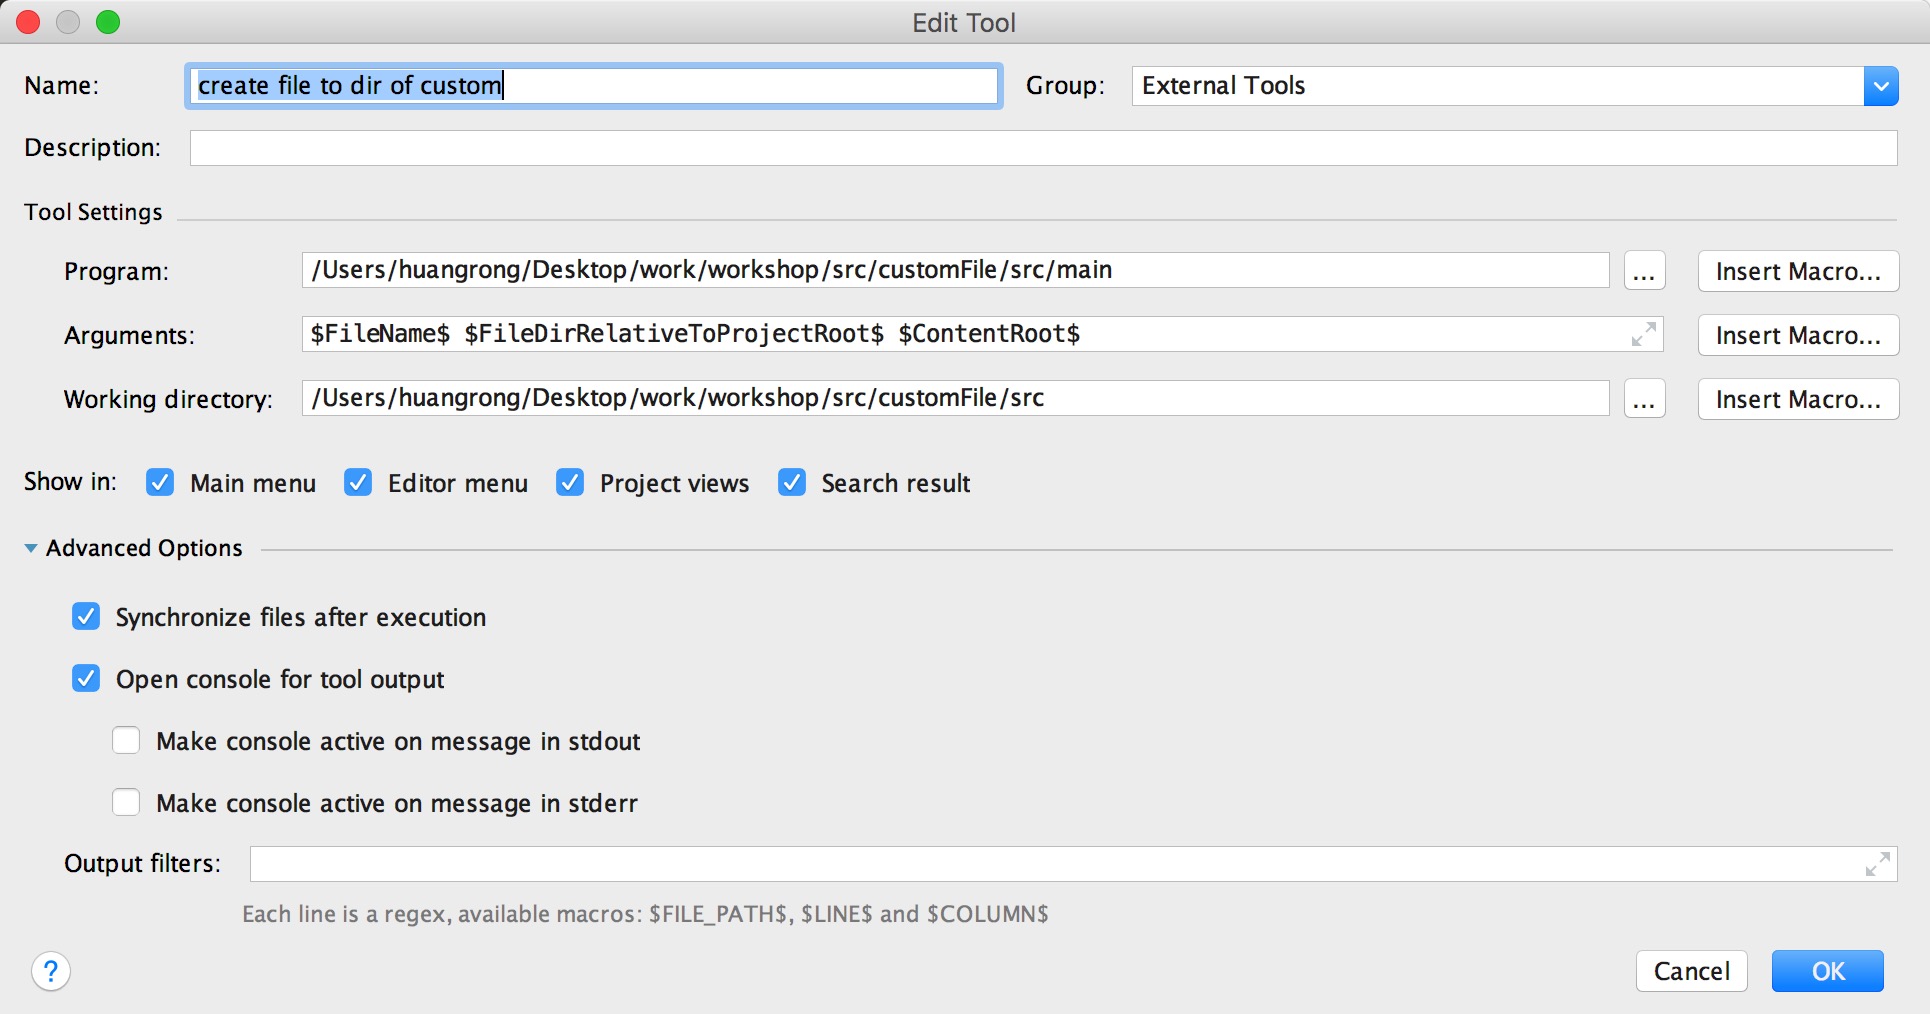 Edit Tool
Name: create file to dir of custom Group: External Tools
Description:
Tool Settings
Program: /Users/huangrong/Desktop/work/workshop/src/customFile/src/main ... Insert Macro...
Arguments: $FileName$ $FileDirRelativeToProjectRoot$ $ContentRoot$ Insert Macro...
Working directory: /Users/huangrong/Desktop/work/workshop/src/customFile/src ... Insert Macro...
Show in: Main menu Editor menu Project views Search result
Advanced Options
Synchronize files after execution
Open console for tool output
Make console active on message in stdout
Make console active on message in stderr
Output filters:
Each line is a regex, available macros: $FILE_PATH$, $LINE$ and $COLUMN$
? Cancel OK